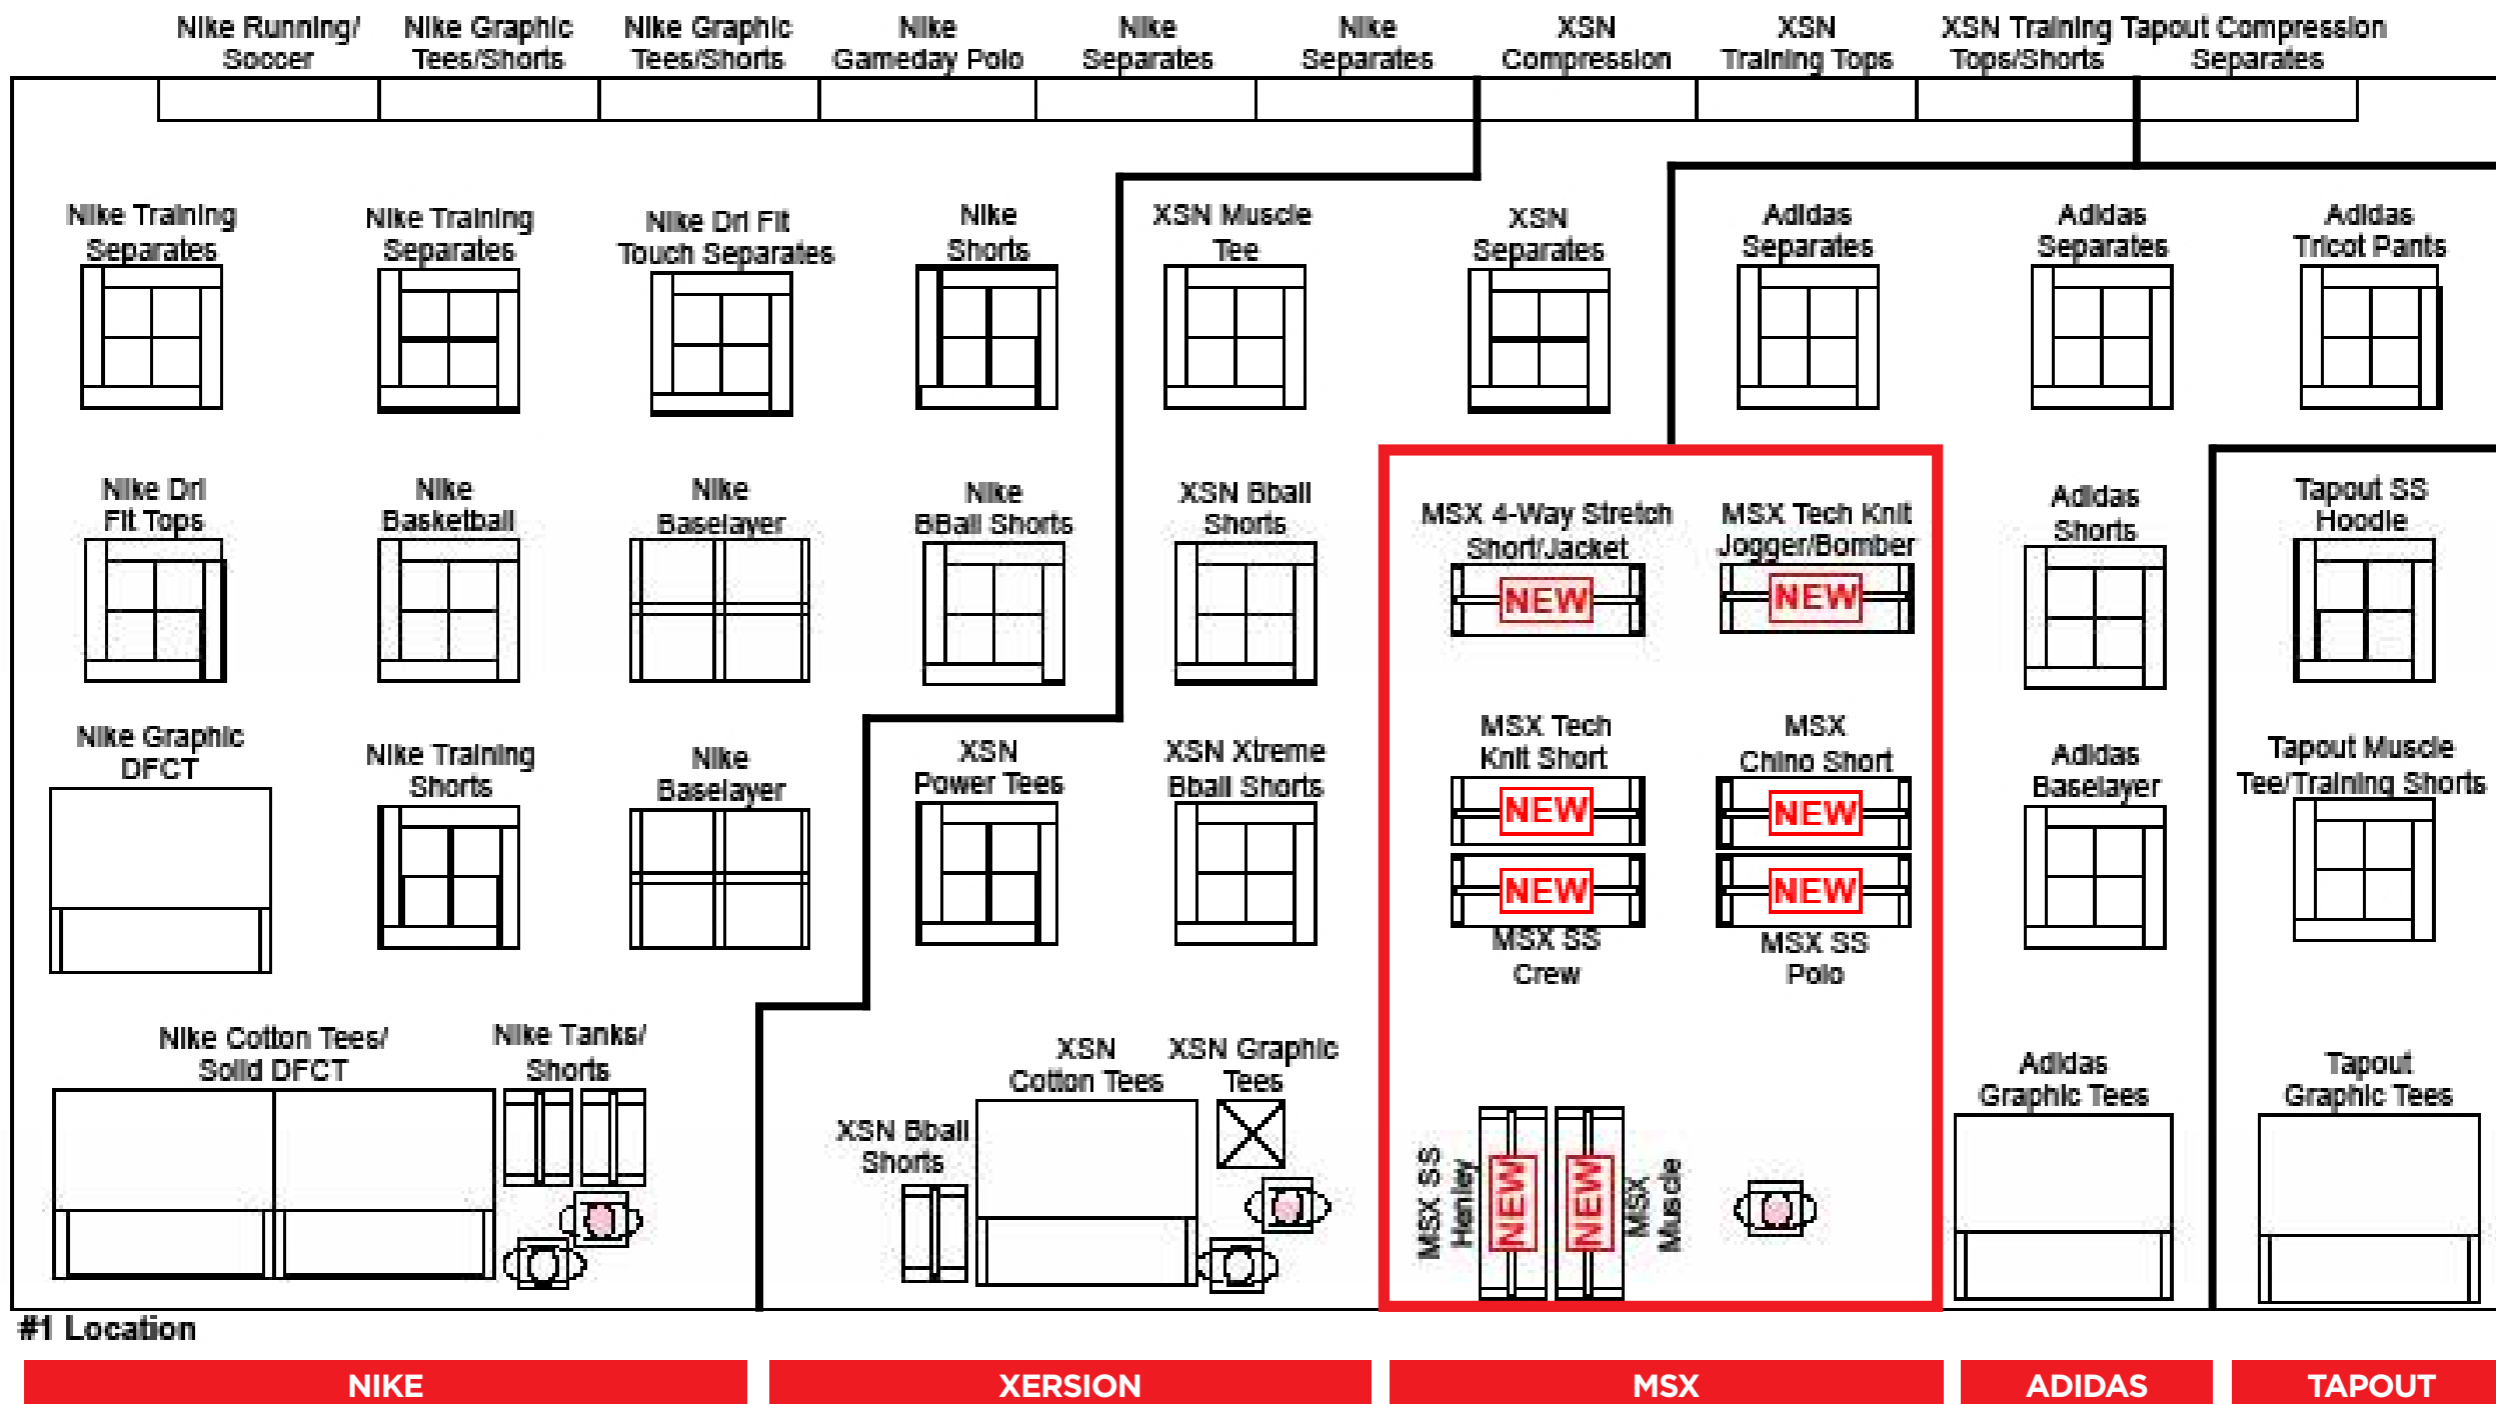 Nike Running/
Soccer
Nike Graphic
Tees/Shorts
Nike Graphic
Tees/Shorts
Nike
Gameday Polo
Nike
Separates
Nike
Separates
XSN
Compression
XSN
Training Tops
XSN Training
Tops/Shorts
Tapout Compression
Separates
Nike Training
Separates
Nike Training
Separates
Nike Dri Fit
Touch Separates
Nike
Shorts
XSN Muscle
Tee
XSN
Separates
Adidas
Separates
Adidas
Separates
Adidas
Tricot Pants
Nike Dri
Fit Tops
Nike
Basketball
Nike
Baselayer
Nike
BBall Shorts
XSN Bball
Shorts
MSX 4-Way Stretch
Short/Jacket
NEW
MSX Tech Knit
Jogger/Bomber
NEW
Adidas
Shorts
Tapout SS
Hoodie
Nike Graphic
DFCT
Nike Training
Shorts
Nike
Baselayer
XSN
Power Tees
XSN Xtreme
Bball Shorts
MSX Tech
Knit Short
NEW
NEW
MSX SS
Crew
MSX
Chino Short
NEW
NEW
MSX SS
Polo
Adidas
Baselayer
Tapout Muscle
Tee/Training Shorts
Nike Cotton Tees/
Solid DFCT
Nike Tanks/
Shorts
XSN Bball
Shorts
XSN
Cotton Tees
XSN Graphic
Tees
MSX SS
Henley
NEW
NEW
MSX
Muscle
Adidas
Graphic Tees
Tapout
Graphic Tees
#1 Location
NIKE
XERSION
MSX
ADIDAS
TAPOUT